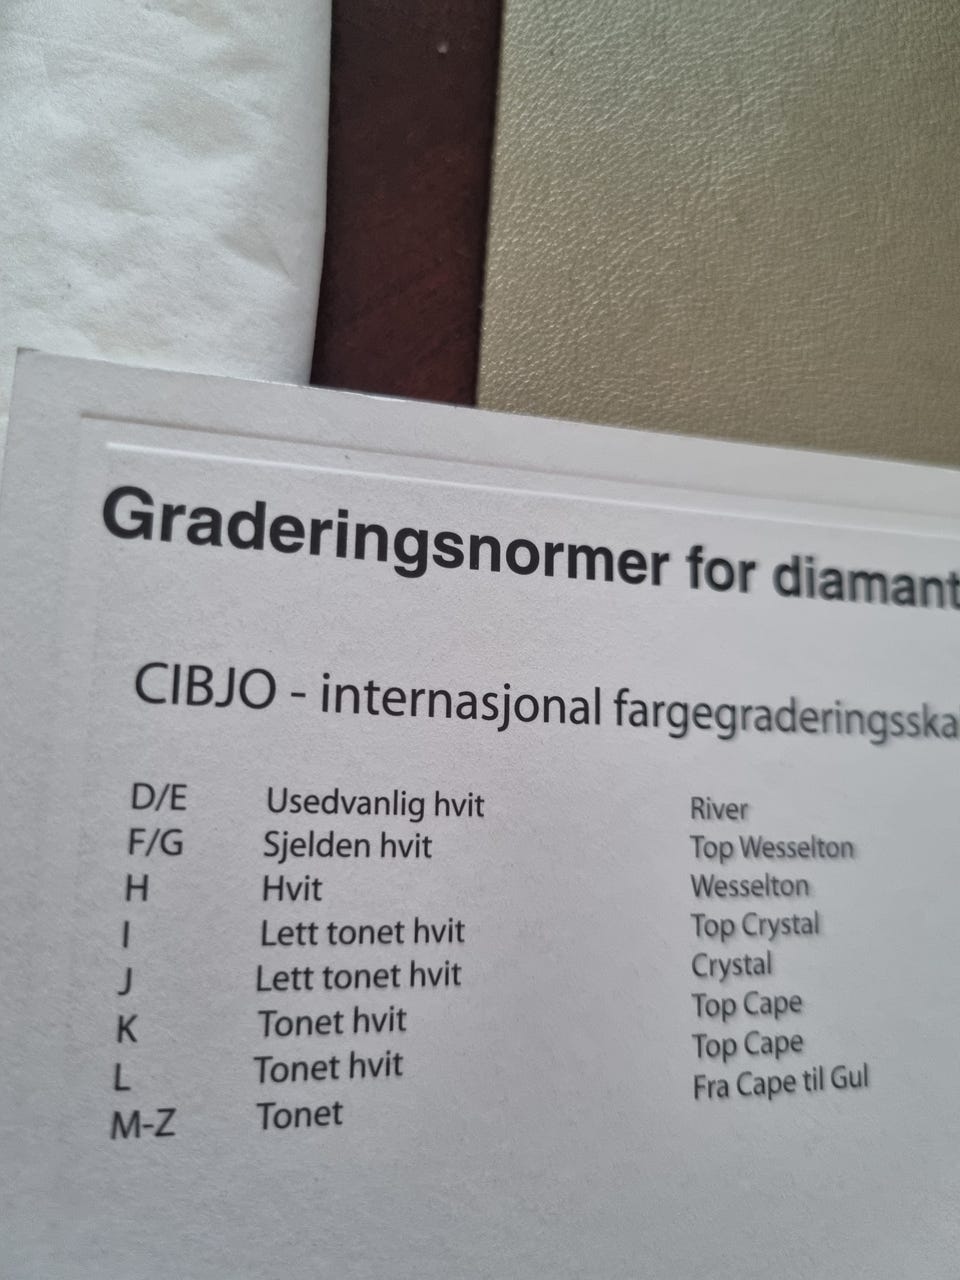 Graderingsnormer for diamant
CIBJO - internasjonal fargegraderingsska
D/E Usedvanlig hvit River
F/G Sjelden hvit Top Wesselton
H Hvit Wesselton
I Lett tonet hvit Top Crystal
J Lett tonet hvit Crystal
K Tonet hvit Top Cape
L Tonet hvit Top Cape
M-Z Tonet Fra Cape til Gul